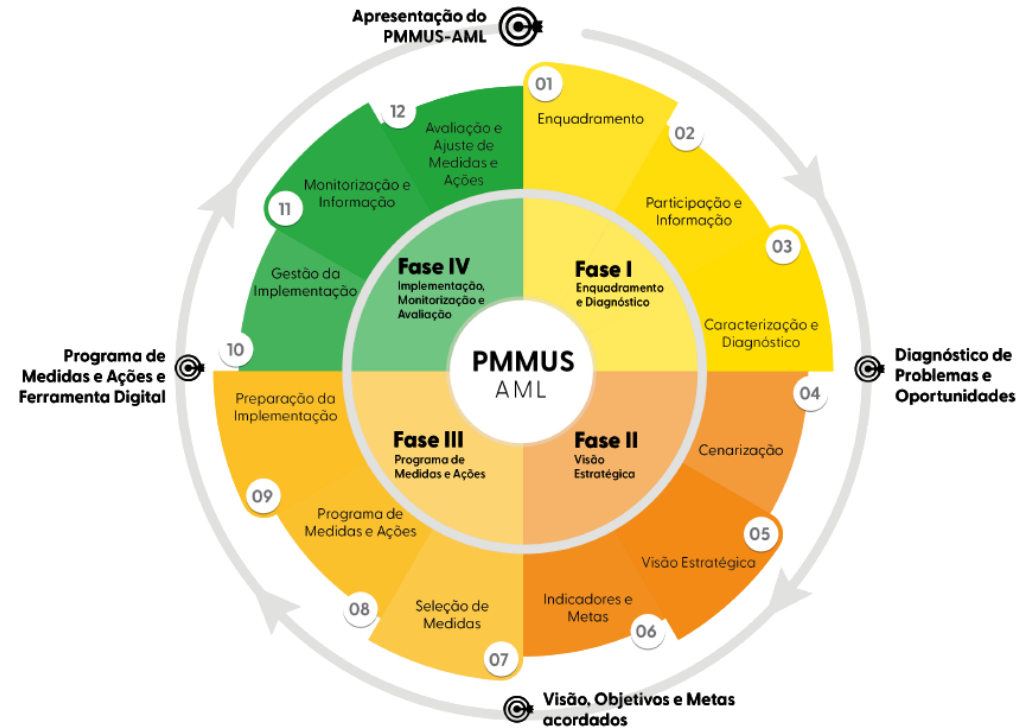 Apresentação do
PMMUS-AML
01
Enquadramento
02
Participação e
Informação
03
Caracterização e
Diagnóstico
Fase I
Enquadramento
e Diagnóstico
Diagnóstico de
Problemas e
Oportunidades
04
Cenarização
05
Visão Estratégica
06
Indicadores e
Metas
Fase II
Visão
Estratégica
Visão, Objetivos e Metas
acordados
07
Seleção de
Medidas
08
Programa de
Medidas e Ações
09
Preparação da
Implementação
Fase III
Programa de
Medidas e Ações
Programa de
Medidas e Ações e
Ferramenta Digital
10
Gestão da
Implementação
11
Monitorização e
Informação
12
Avaliação e
Ajuste de
Medidas e
Ações
Fase IV
Implementação,
Monitorização e
Avaliação
PMMUS
AML